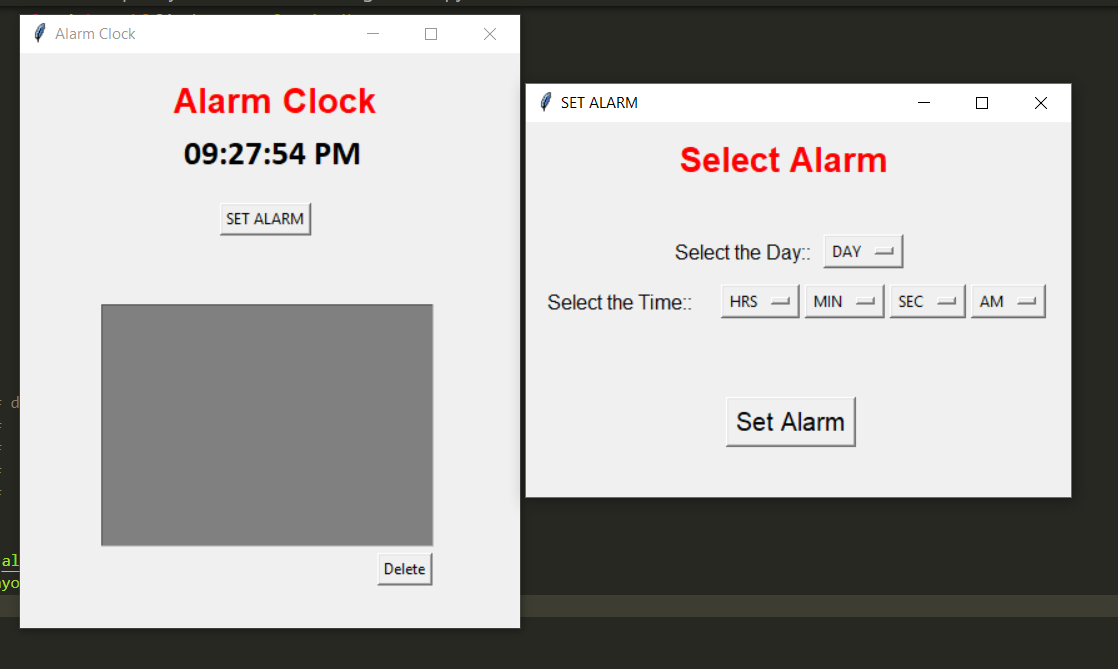 Alarm Clock
Alarm Clock
09:27:54 PM
SET ALARM
Delete
SET ALARM
Select Alarm
Select the Day:: DAY
Select the Time:: HRS MIN SEC AM
Set Alarm